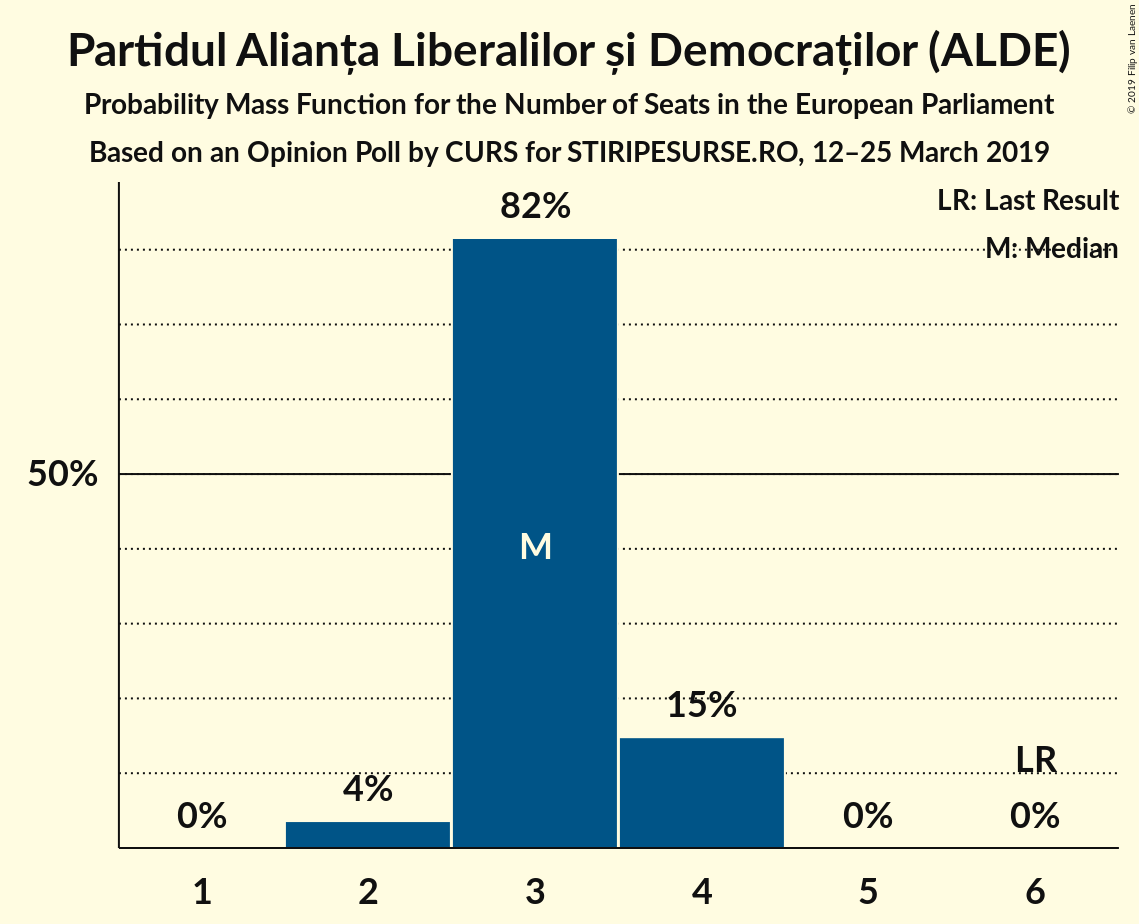 Partidul Alianța Liberalilor și Democraților (ALDE)
Probability Mass Function for the Number of Seats in the European Parliament
Based on an Opinion Poll by CURS for STIRIPESURSE.RO, 12–25 March 2019
© 2019 Filip van Laenen
LR: Last Result
M: Median
82%
50%
M
15%
LR
4%
0%
0%
0%
1 2 3 4 5 6